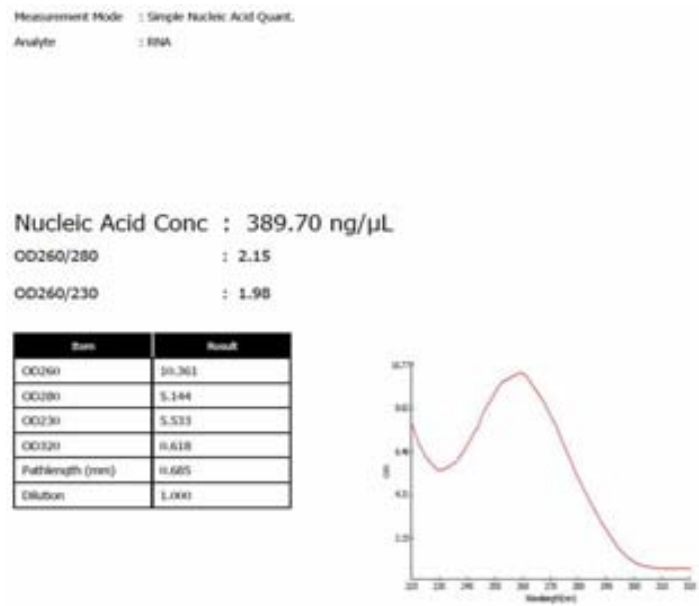 Measurement Mode : Simple Nucleic Acid Quant.
Analyte : RNA
Nucleic Acid Conc : 389.70 ng/µL
OD260/280 : 2.15
OD260/230 : 1.98
Item Result
OD260 10.361
OD280 5.144
OD230 5.533
OD320 0.618
Pathlength (mm) 0.685
Dilution 1.000
Wavelength(nm)